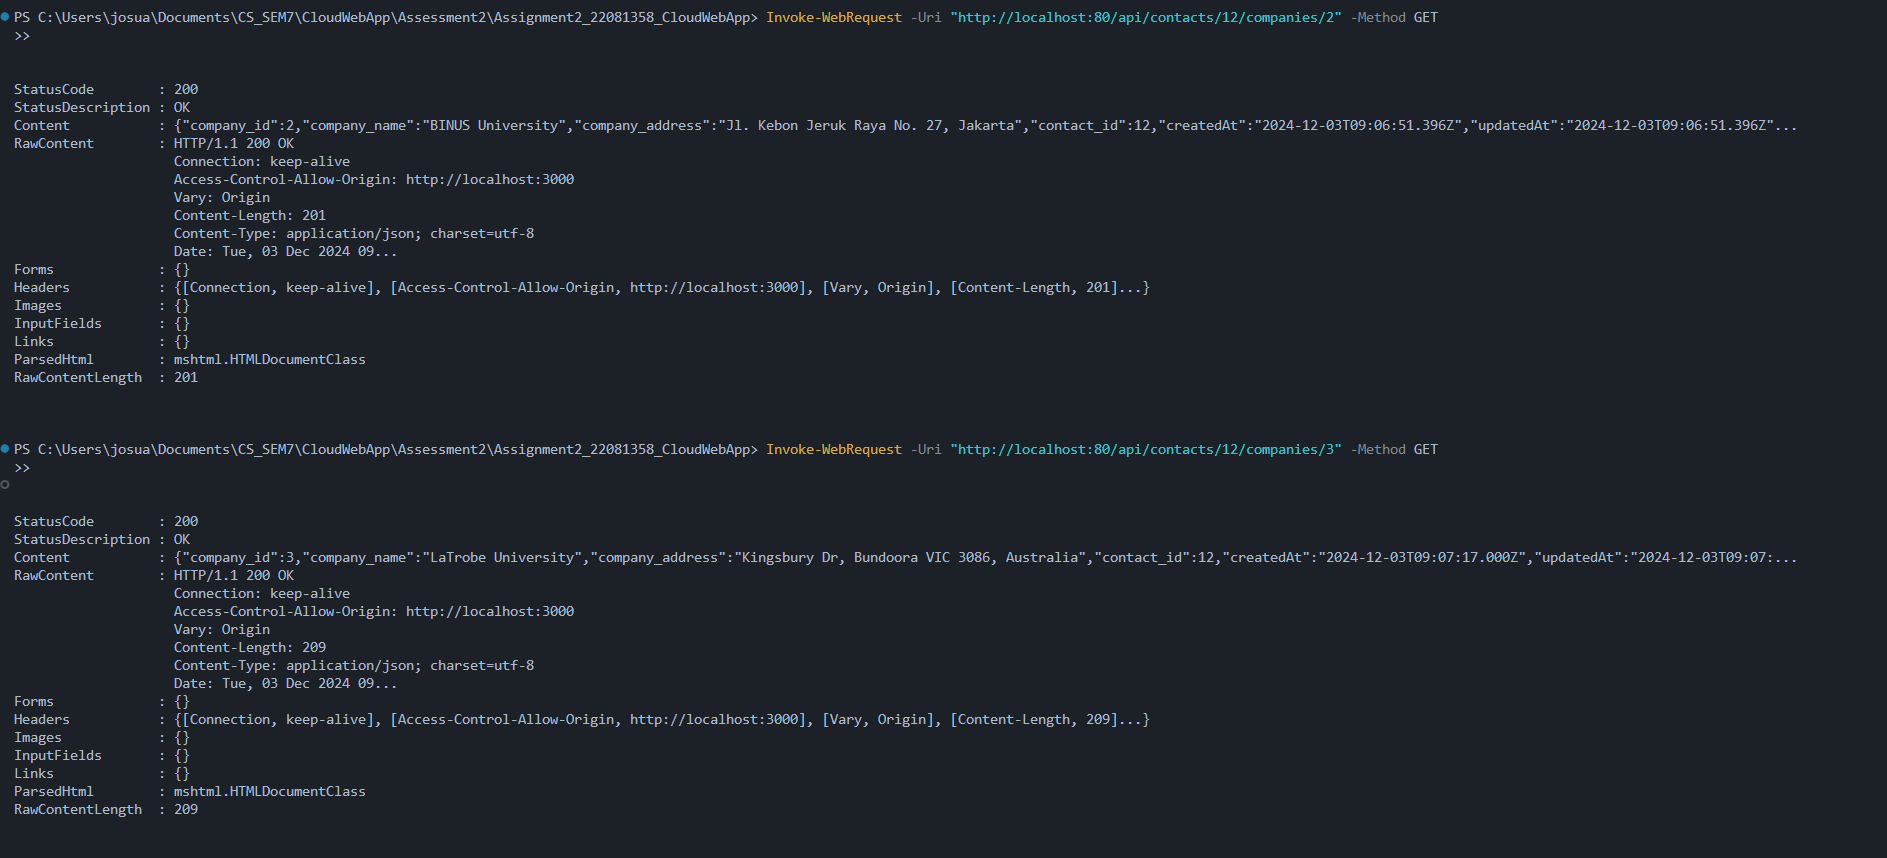 PS C:\Users\josua\Documents\CS_SEM7\CloudWebApp\Assessment2\Assignment2_22081358_CloudWebApp> Invoke-WebRequest -Uri "http://localhost:80/api/contacts/12/companies/2" -Method GET
>>
StatusCode        : 200
StatusDescription : OK
Content           : {"company_id":2,"company_name":"BINUS University","company_address":"Jl. Kebon Jeruk Raya No. 27, Jakarta","contact_id":12,"createdAt":"2024-12-03T09:06:51.396Z","updatedAt":"2024-12-03T09:06:51.396Z"...
RawContent        : HTTP/1.1 200 OK
                    Connection: keep-alive
                    Access-Control-Allow-Origin: http://localhost:3000
                    Vary: Origin
                    Content-Length: 201
                    Content-Type: application/json; charset=utf-8
                    Date: Tue, 03 Dec 2024 09...
Forms             : {}
Headers           : {[Connection, keep-alive], [Access-Control-Allow-Origin, http://localhost:3000], [Vary, Origin], [Content-Length, 201]...}
Images            : {}
InputFields       : {}
Links             : {}
ParsedHtml        : mshtml.HTMLDocumentClass
RawContentLength  : 201
PS C:\Users\josua\Documents\CS_SEM7\CloudWebApp\Assessment2\Assignment2_22081358_CloudWebApp> Invoke-WebRequest -Uri "http://localhost:80/api/contacts/12/companies/3" -Method GET
>>
StatusCode        : 200
StatusDescription : OK
Content           : {"company_id":3,"company_name":"LaTrobe University","company_address":"Kingsbury Dr, Bundoora VIC 3086, Australia","contact_id":12,"createdAt":"2024-12-03T09:07:17.000Z","updatedAt":"2024-12-03T09:07:...
RawContent        : HTTP/1.1 200 OK
                    Connection: keep-alive
                    Access-Control-Allow-Origin: http://localhost:3000
                    Vary: Origin
                    Content-Length: 209
                    Content-Type: application/json; charset=utf-8
                    Date: Tue, 03 Dec 2024 09...
Forms             : {}
Headers           : {[Connection, keep-alive], [Access-Control-Allow-Origin, http://localhost:3000], [Vary, Origin], [Content-Length, 209]...}
Images            : {}
InputFields       : {}
Links             : {}
ParsedHtml        : mshtml.HTMLDocumentClass
RawContentLength  : 209